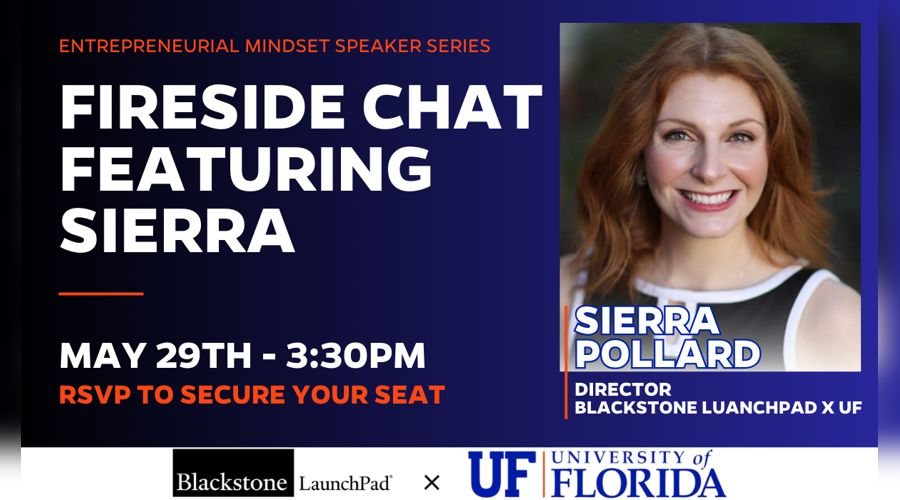 ENTREPRENEURIAL MINDSET SPEAKER SERIES
FIRESIDE CHAT
FEATURING
SIERRA
MAY 29TH - 3:30PM
RSVP TO SECURE YOUR SEAT
SIERRA
POLLARD
DIRECTOR
BLACKSTONE LUANCHPAD X UF
Blackstone LaunchPad® × UF UNIVERSITY of
FLORIDA